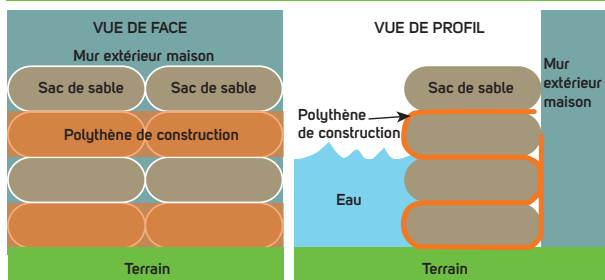 VUE DE FACE
Mur extérieur maison
Sac de sable
Sac de sable
Polythène de construction
Terrain
VUE DE PROFIL
Sac de sable
Mur
extérieur
maison
Polythène
de construction
Eau
Terrain